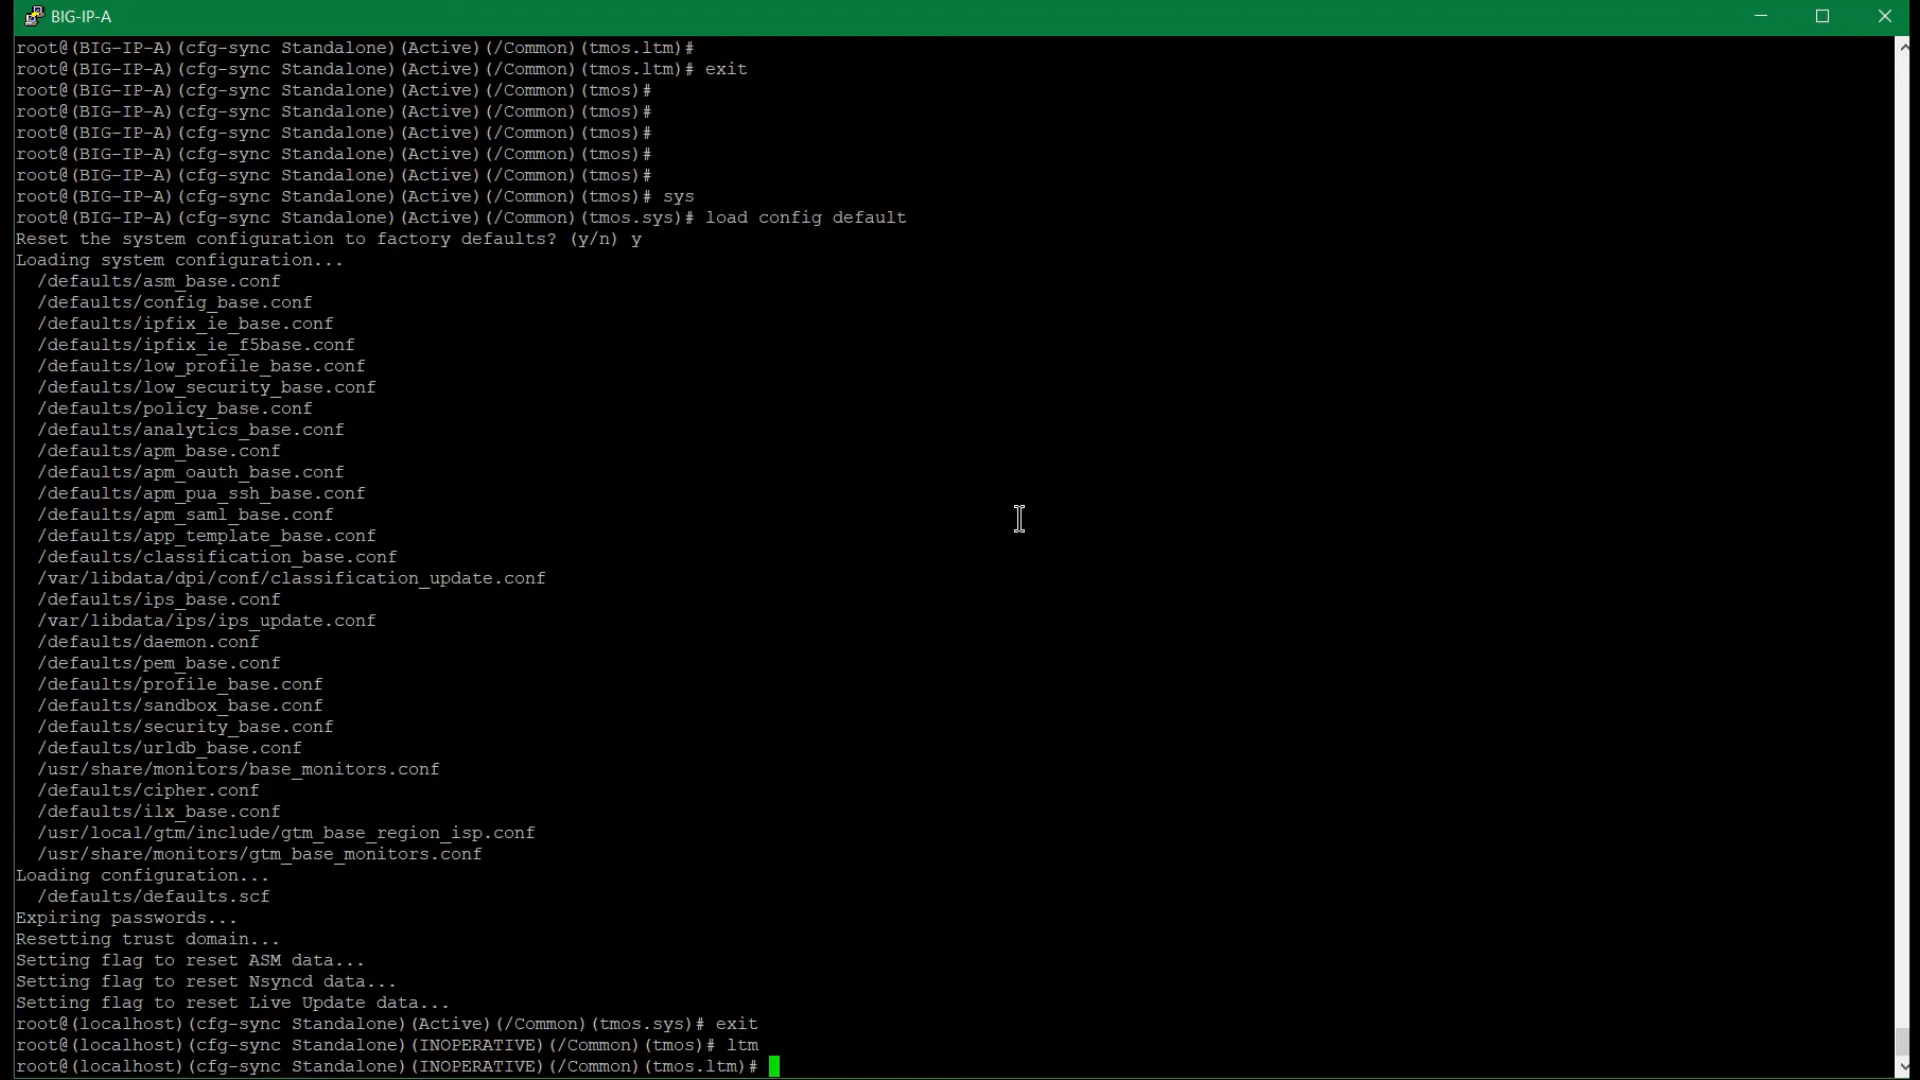 BIG-IP-A
root@(BIG-IP-A)(cfg-sync Standalone)(Active)(/Common)(tmos.ltm)#
root@(BIG-IP-A)(cfg-sync Standalone)(Active)(/Common)(tmos.ltm)# exit
root@(BIG-IP-A)(cfg-sync Standalone)(Active)(/Common)(tmos)#
root@(BIG-IP-A)(cfg-sync Standalone)(Active)(/Common)(tmos)#
root@(BIG-IP-A)(cfg-sync Standalone)(Active)(/Common)(tmos)#
root@(BIG-IP-A)(cfg-sync Standalone)(Active)(/Common)(tmos)#
root@(BIG-IP-A)(cfg-sync Standalone)(Active)(/Common)(tmos)#
root@(BIG-IP-A)(cfg-sync Standalone)(Active)(/Common)(tmos)# sys
root@(BIG-IP-A)(cfg-sync Standalone)(Active)(/Common)(tmos.sys)# load config default
Reset the system configuration to factory defaults? (y/n) y
Loading system configuration...
  /defaults/asm_base.conf
  /defaults/config_base.conf
  /defaults/ipfix_ie_base.conf
  /defaults/ipfix_ie_f5base.conf
  /defaults/low_profile_base.conf
  /defaults/low_security_base.conf
  /defaults/policy_base.conf
  /defaults/analytics_base.conf
  /defaults/apm_base.conf
  /defaults/apm_oauth_base.conf
  /defaults/apm_pua_ssh_base.conf
  /defaults/apm_saml_base.conf
  /defaults/app_template_base.conf
  /defaults/classification_base.conf
  /var/libdata/dpi/conf/classification_update.conf
  /defaults/ips_base.conf
  /var/libdata/ips/ips_update.conf
  /defaults/daemon.conf
  /defaults/pem_base.conf
  /defaults/profile_base.conf
  /defaults/sandbox_base.conf
  /defaults/security_base.conf
  /defaults/urldb_base.conf
  /usr/share/monitors/base_monitors.conf
  /defaults/cipher.conf
  /defaults/ilx_base.conf
  /usr/local/gtm/include/gtm_base_region_isp.conf
  /usr/share/monitors/gtm_base_monitors.conf
Loading configuration...
  /defaults/defaults.scf
Expiring passwords...
Resetting trust domain...
Setting flag to reset ASM data...
Setting flag to reset Nsyncd data...
Setting flag to reset Live Update data...
root@(localhost)(cfg-sync Standalone)(Active)(/Common)(tmos.sys)# exit
root@(localhost)(cfg-sync Standalone)(INOPERATIVE)(/Common)(tmos)# ltm
root@(localhost)(cfg-sync Standalone)(INOPERATIVE)(/Common)(tmos.ltm)#